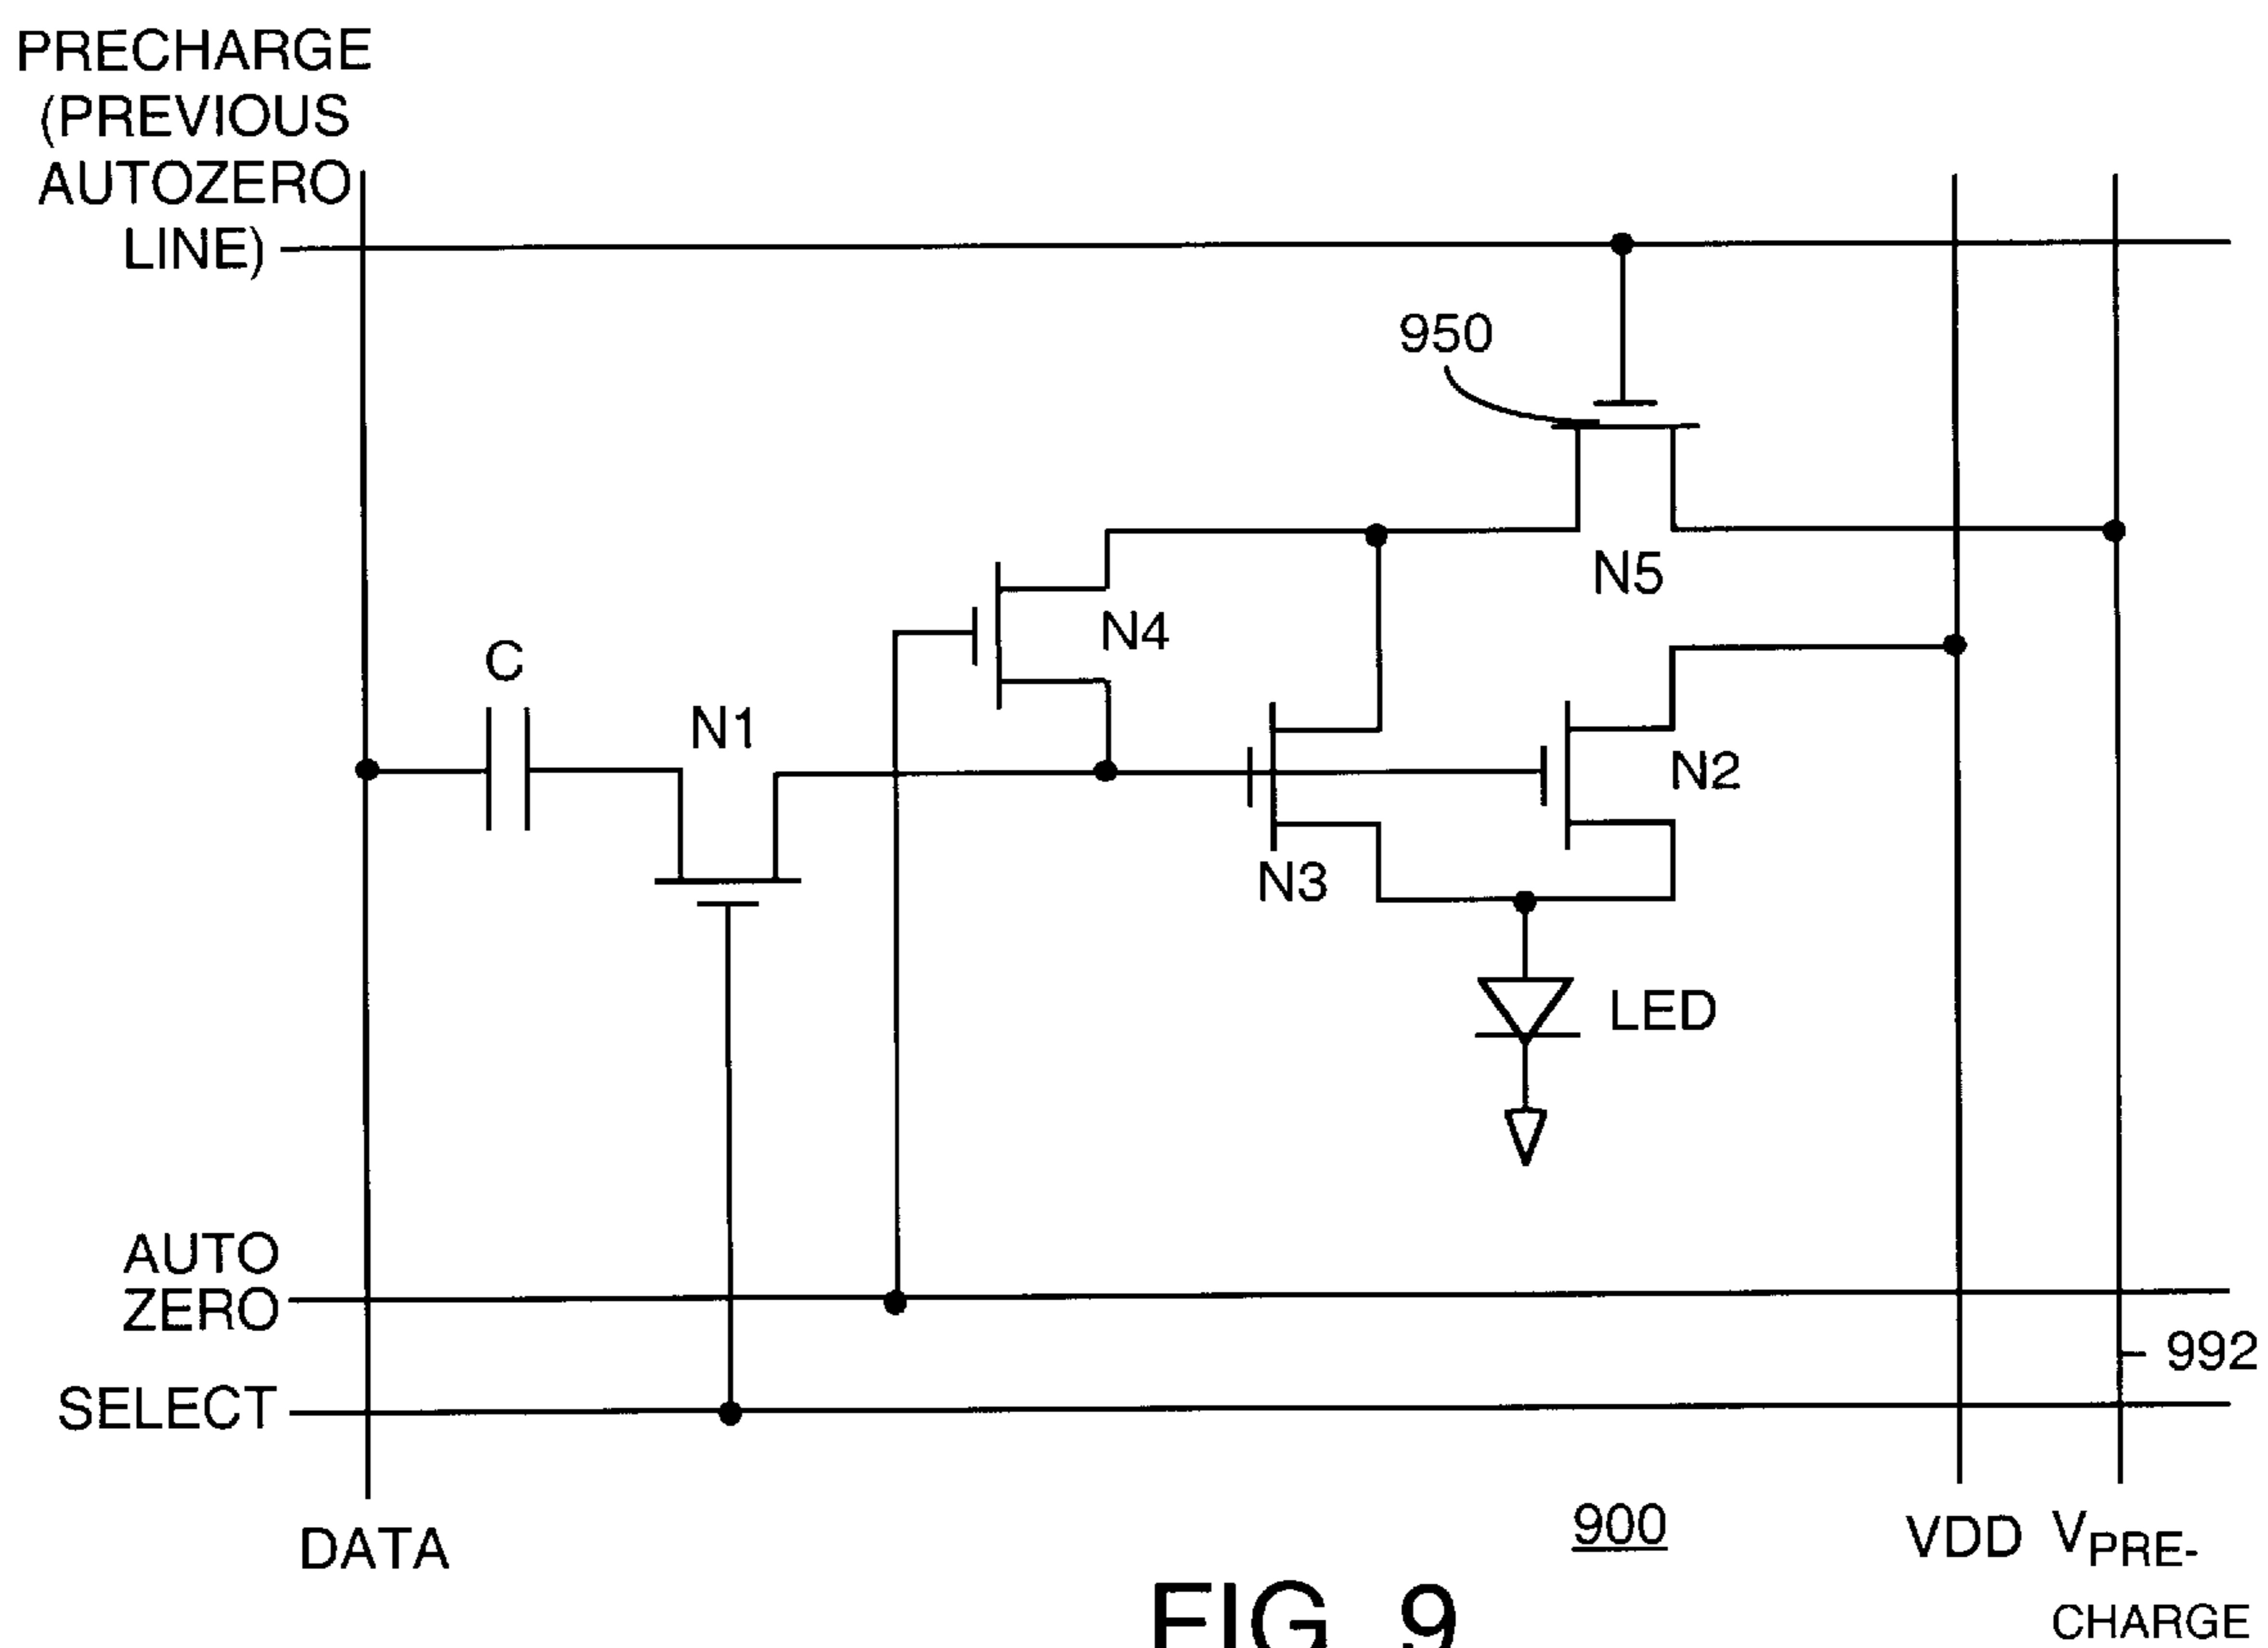 PRECHARGE
(PREVIOUS
AUTOZERO
LINE)
950
N5
N4
C
N1
N2
N3
LED
AUTO
ZERO
992
SELECT
DATA
900
VDD
VPRE-
CHARGE
FIG. 9